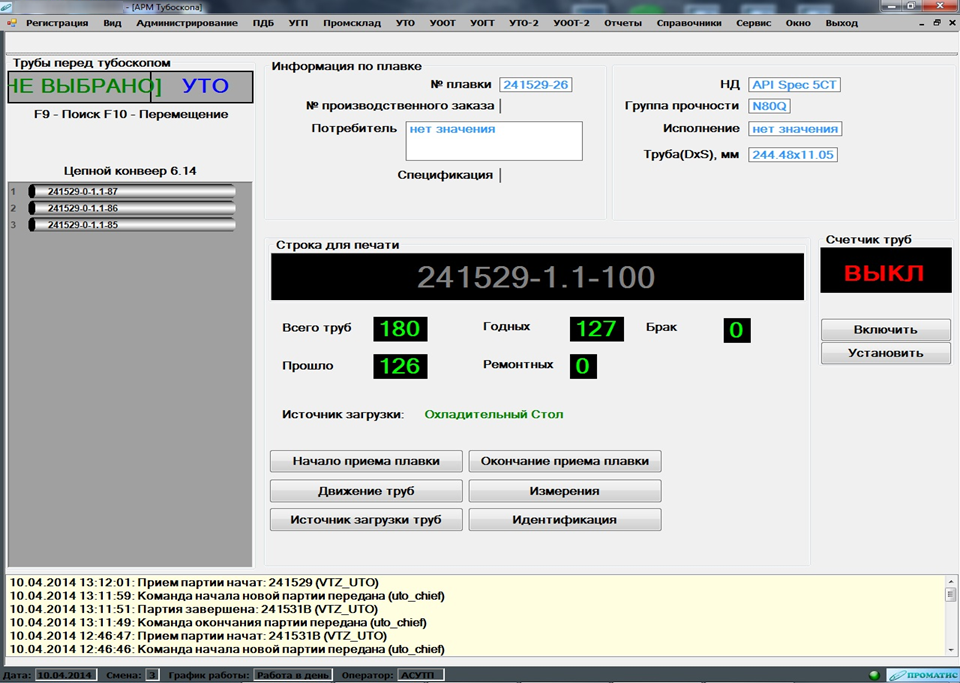 - [АРМ Тубоскопа]
Регистрация Вид Администрирование ПДБ УГП Промсклад УТО УООТ УОГТ УТО-2 УООТ-2 Отчеты Справочники Сервис Окно Выход
Трубы перед тубоскопом
НЕ ВЫБРАНО] УТО
F9 - Поиск F10 - Перемещение
Цепной конвеер 6.14
1 241529-0-1.1-87
2 241529-0-1.1-86
3 241529-0-1.1-85
Информация по плавке
№ плавки 241529-26
№ производственного заказа
Потребитель нет значения
Спецификация
НД API Spec 5CT
Группа прочности N80Q
Исполнение нет значения
Труба(DxS), мм 244.48x11.05
Строка для печати
241529-1.1-100
Всего труб 180 Годных 127 Брак 0
Прошло 126 Ремонтных 0
Источник загрузки: Охладительный Стол
Счетчик труб
ВЫКЛ
Включить
Установить
Начало приема плавки Окончание приема плавки
Движение труб Измерения
Источник загрузки труб Идентификация
10.04.2014 13:12:01: Прием партии начат: 241529 (VTZ_UTO)
10.04.2014 13:11:59: Команда начала новой партии передана (uto_chief)
10.04.2014 13:11:51: Партия завершена: 241531В (VTZ_UTO)
10.04.2014 13:11:49: Команда окончания партии передана (uto_chief)
10.04.2014 12:46:47: Прием партии начат: 241531В (VTZ_UTO)
10.04.2014 12:46:46: Команда начала новой партии передана (uto_chief)
Дата: 10.04.2014 Смена: 3 График работы: Работа в день Оператор: АСУТП ПРОМАТИС